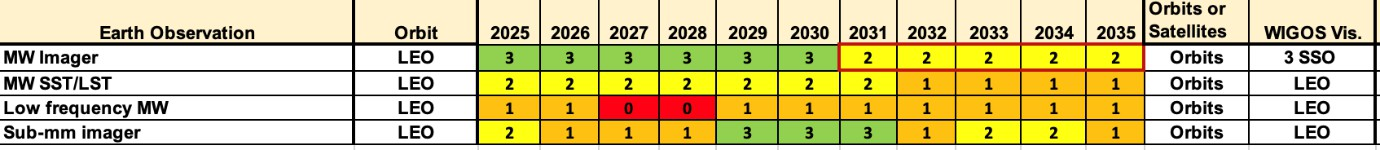 Earth Observation Orbit 2025 2026 2027 2028 2029 2030 2031 2032 2033 2034 2035 Orbits or Satellites WIGOS Vis.
MW Imager LEO 3 3 3 3 3 3 2 2 2 2 2 Orbits 3 SSO
MW SST/LST LEO 2 2 2 2 2 2 2 1 1 1 1 Orbits LEO
Low frequency MW LEO 1 1 0 0 1 1 1 1 1 1 1 Orbits LEO
Sub-mm imager LEO 2 1 1 1 3 3 3 1 2 2 1 Orbits LEO